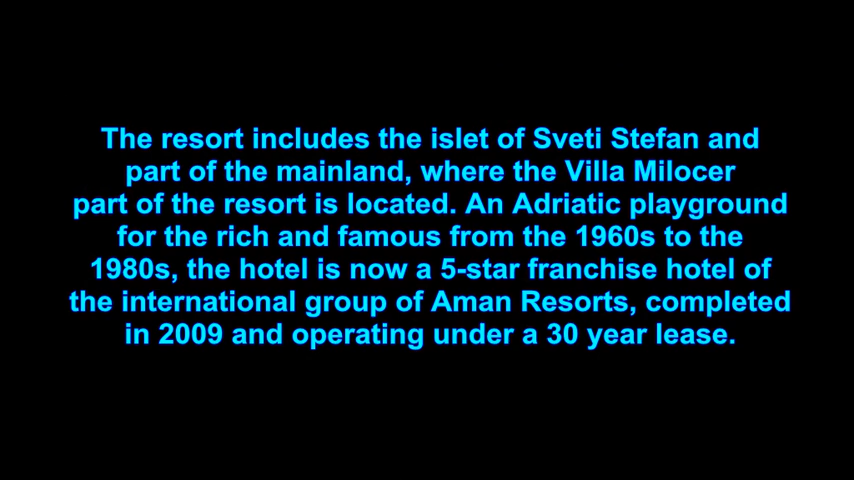 The resort includes the islet of Sveti Stefan and
part of the mainland, where the Villa Milocer
part of the resort is located. An Adriatic playground
for the rich and famous from the 1960s to the
1980s, the hotel is now a 5-star franchise hotel of
the international group of Aman Resorts, completed
in 2009 and operating under a 30 year lease.